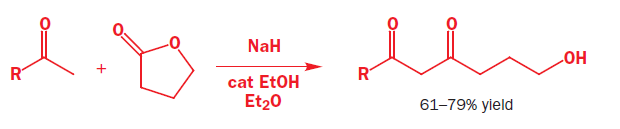 O
O
O
O
O
NaH
OH
R
+
R
cat EtOH
Et2O
61–79% yield